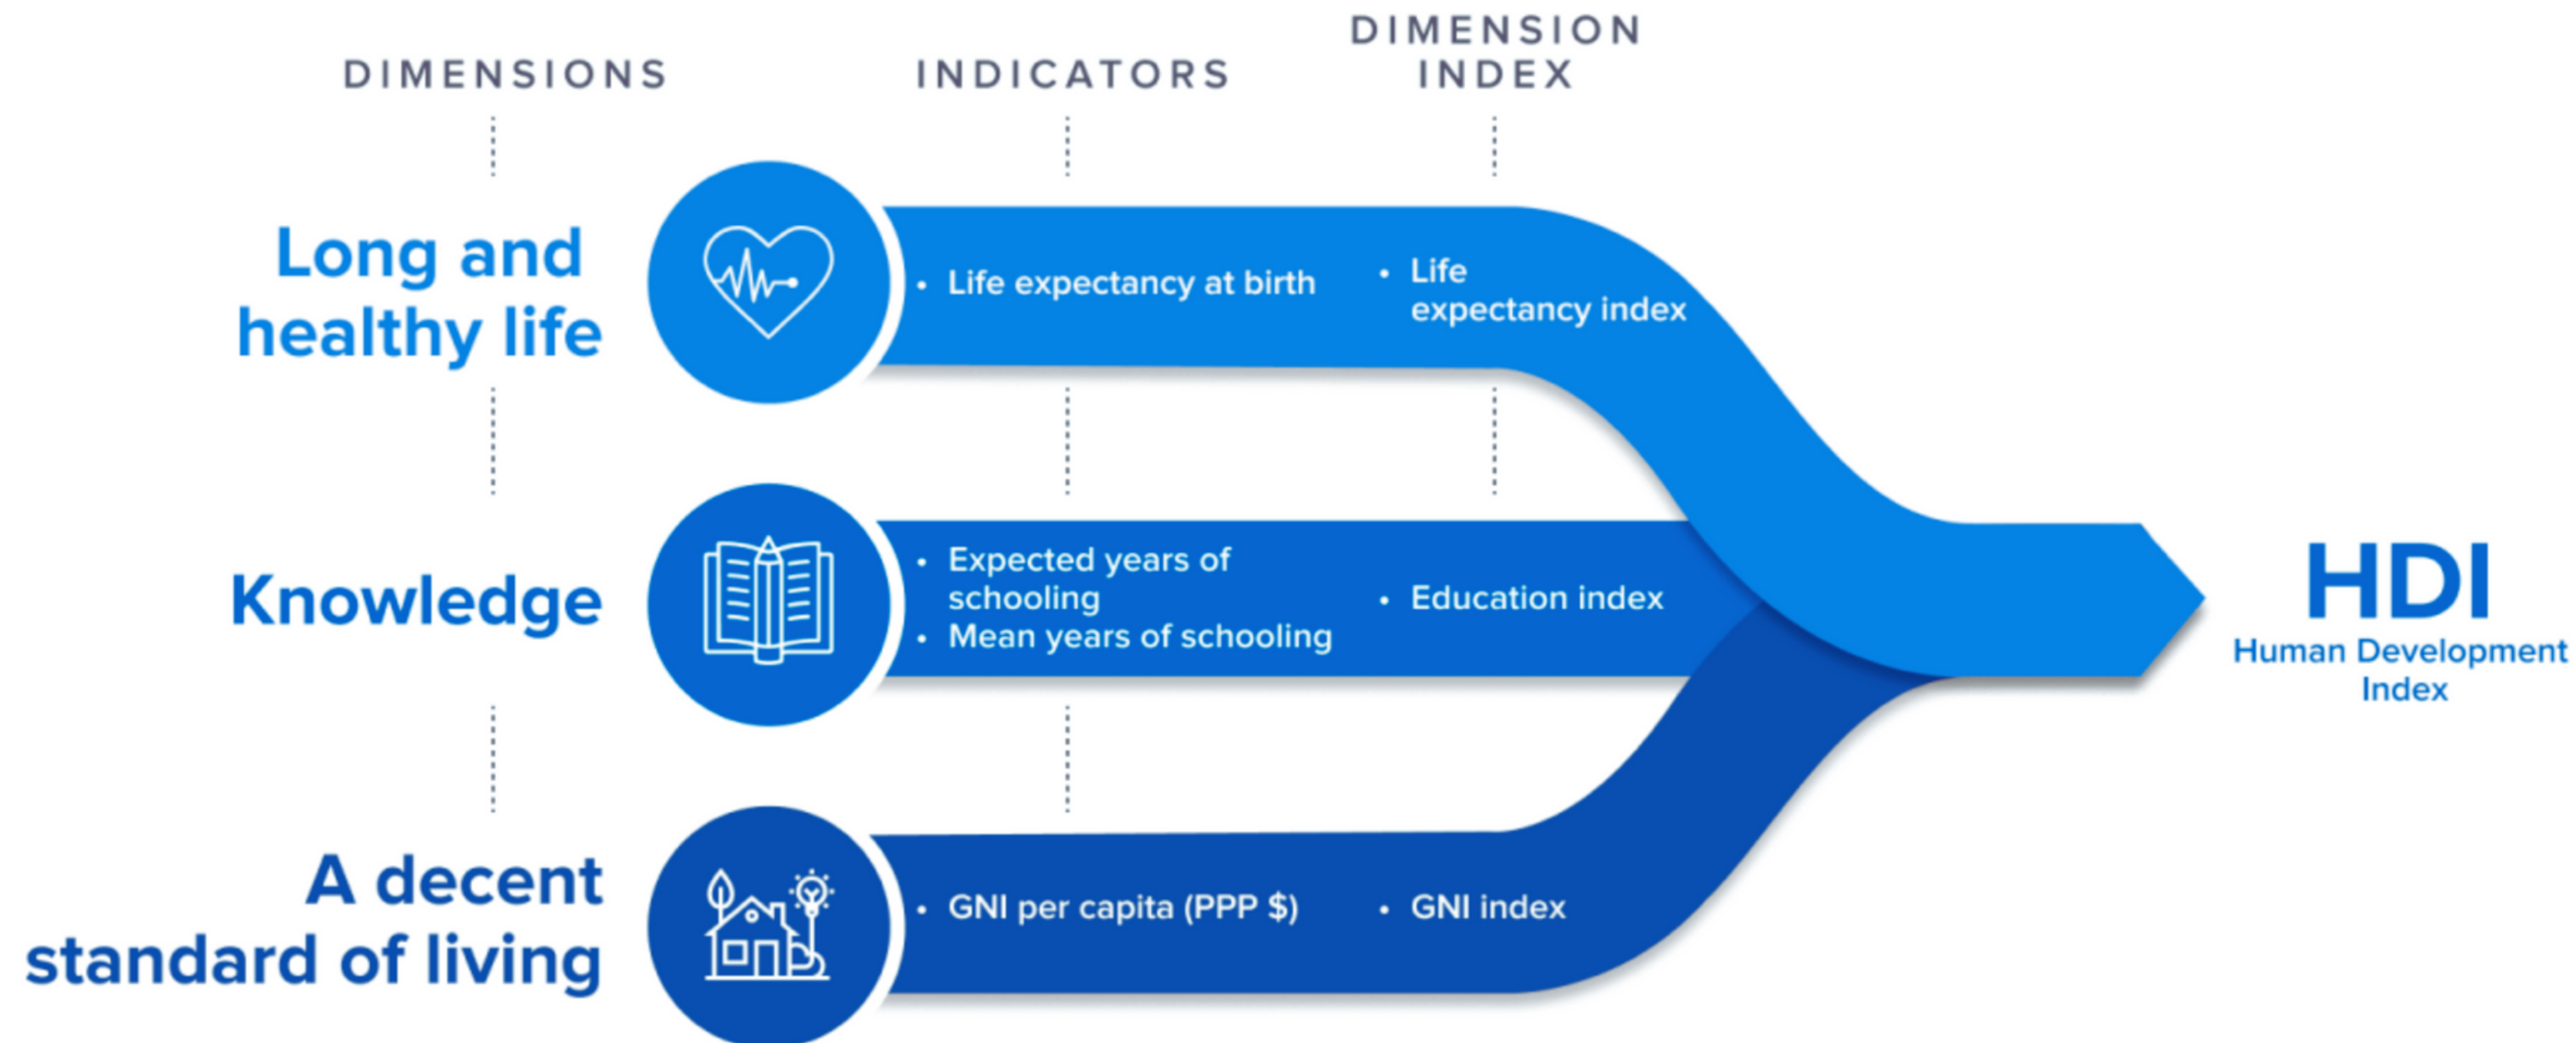 DIMENSIONS
INDICATORS
DIMENSION
INDEX
Long and
healthy life
• Life expectancy at birth
• Life
expectancy index
Knowledge
• Expected years of
schooling
• Mean years of schooling
• Education index
A decent
standard of living
• GNI per capita (PPP $)
• GNI index
HDI
Human Development
Index